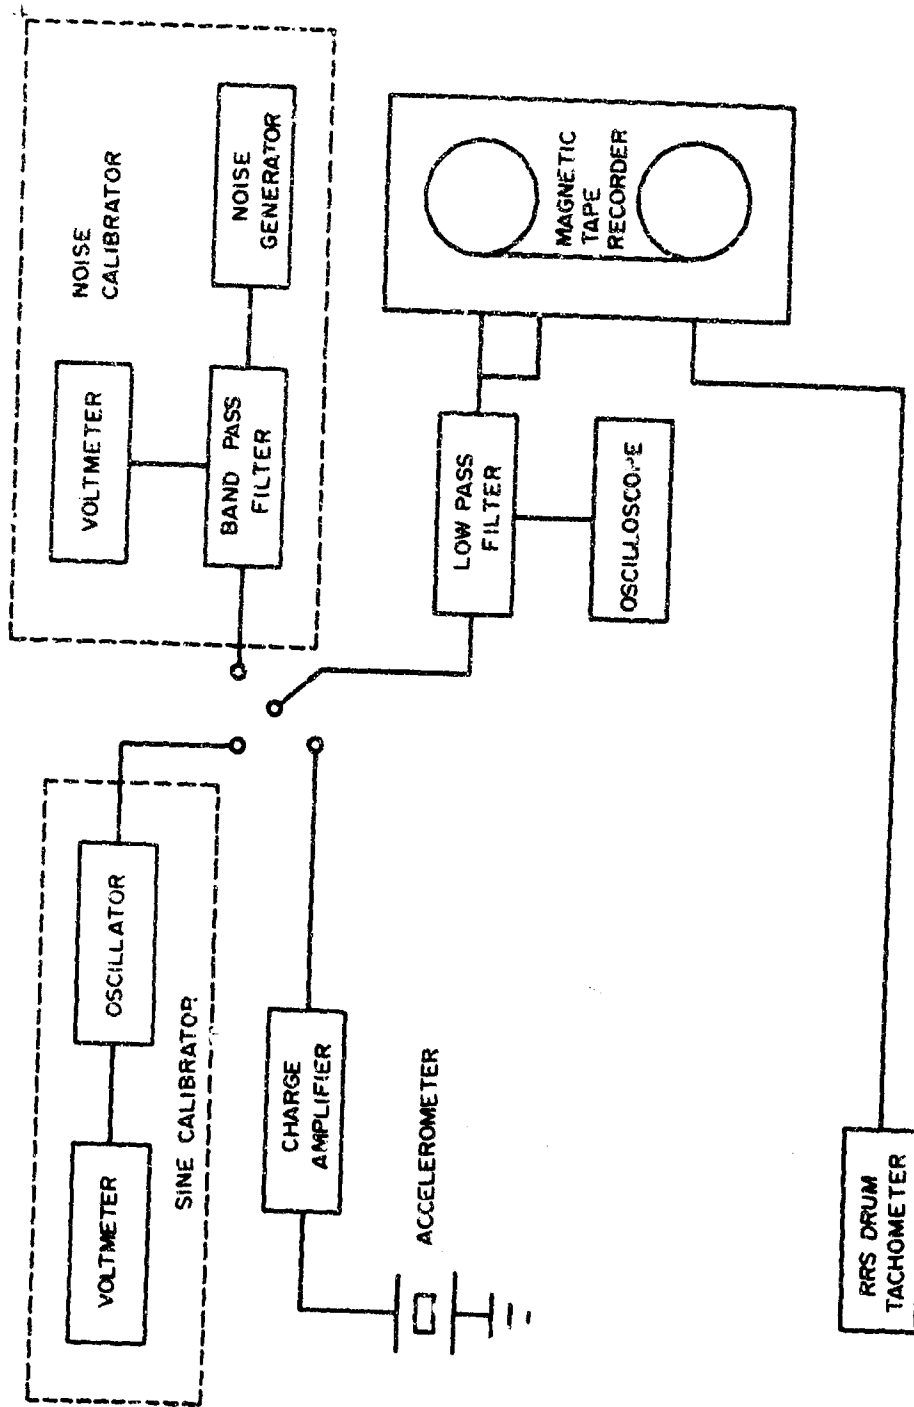 VOLTMETER
OSCILLATOR
SINE CALIBRATOR
NOISE
CALIBRATOR
VOLTMETER
BAND PASS
FILTER
NOISE
GENERATOR
CHARGE
AMPLIFIER
ACCELEROMETER
LOW PASS
FILTER
OSCILLOSCOPE
MAGNETIC
TAPE
RECORDER
RRS DRUM
TACHOMETER